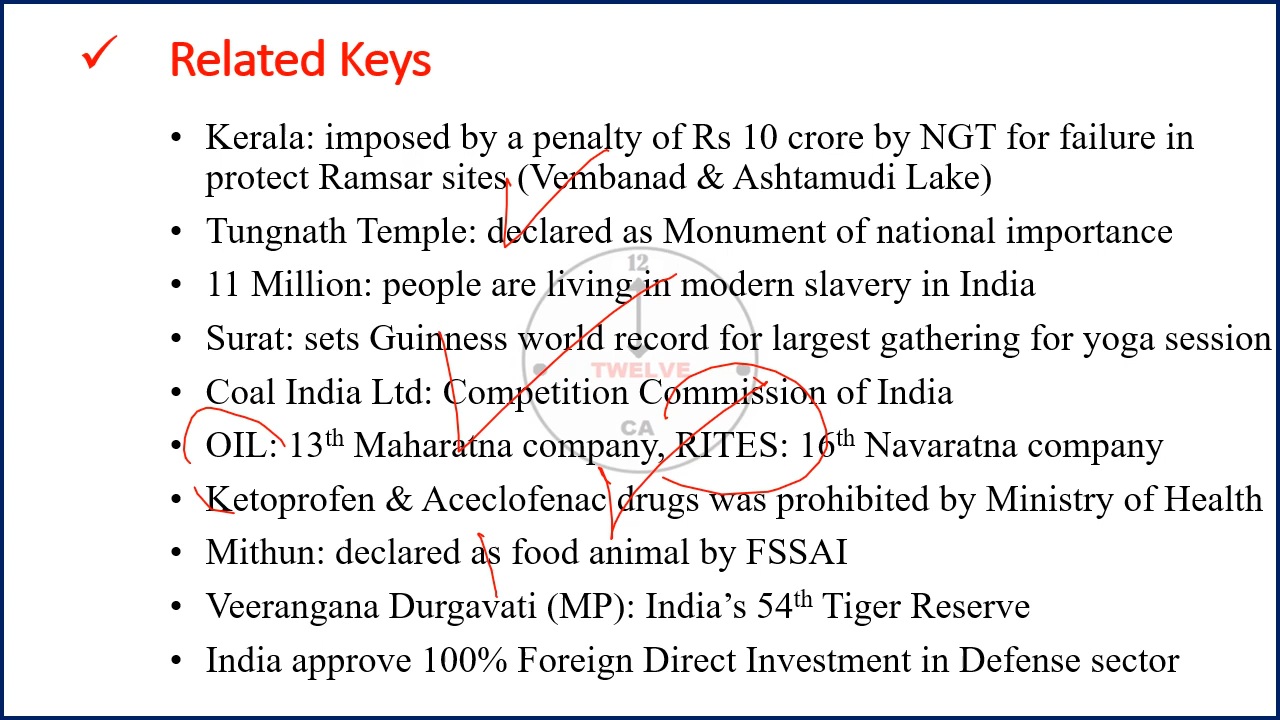 Related Keys
• Kerala: imposed by a penalty of Rs 10 crore by NGT for failure in
protect Ramsar sites (Vembanad & Ashtamudi Lake)
• Tungnath Temple: declared as Monument of national importance
12
• 11 Million: people are living in modern slavery in India
• Surat: sets Guinness world record for largest gathering for yoga session
TWELVE
• Coal India Ltd: Competition Commission of India
CA
• OIL: 13th Maharatna company, RITES: 16th Navaratna company
• Ketoprofen & Aceclofenac drugs was prohibited by Ministry of Health
• Mithun: declared as food animal by FSSAI
• Veerangana Durgavati (MP): India’s 54th Tiger Reserve
• India approve 100% Foreign Direct Investment in Defense sector